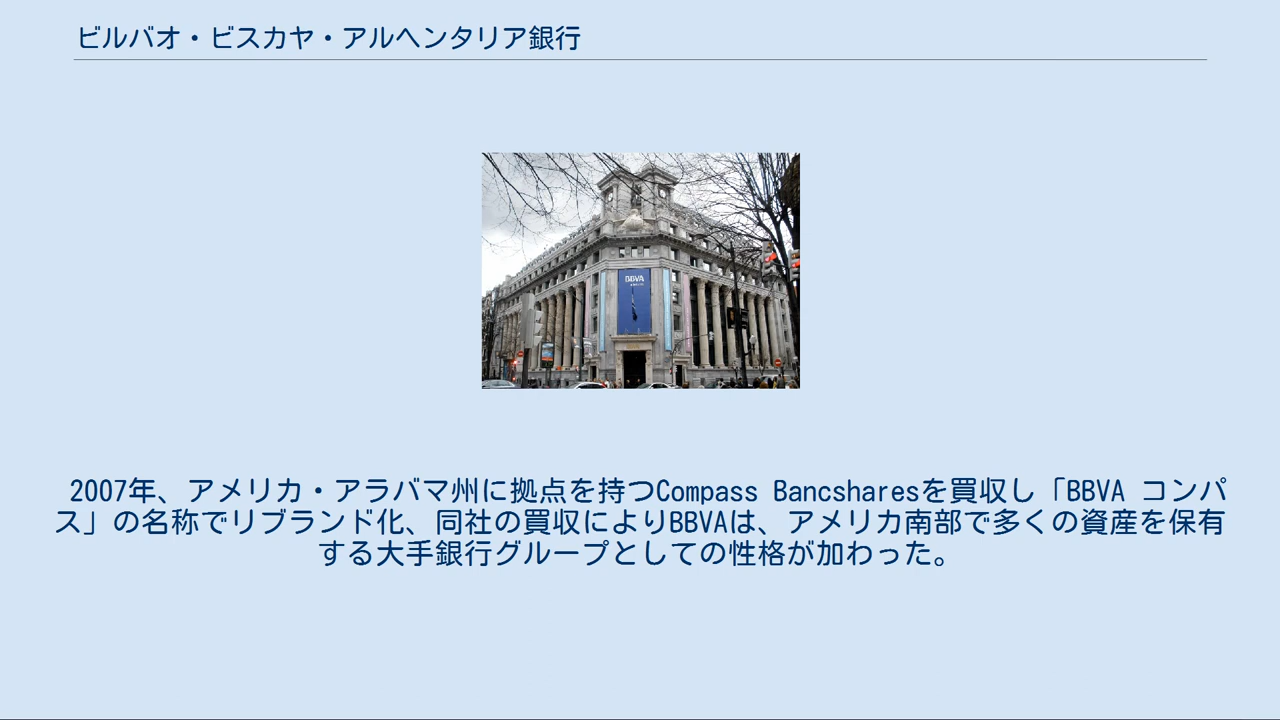 ビルバオ・ビスカヤ・アルヘンタリア銀行
BBVA
2007年、アメリカ・アラバマ州に拠点を持つCompass Bancsharesを買収し「BBVA コンパ
ス」の名称でリブランド化、同社の買収によりBBVAは、アメリカ南部で多くの資産を保有
する大手銀行グループとしての性格が加わった。